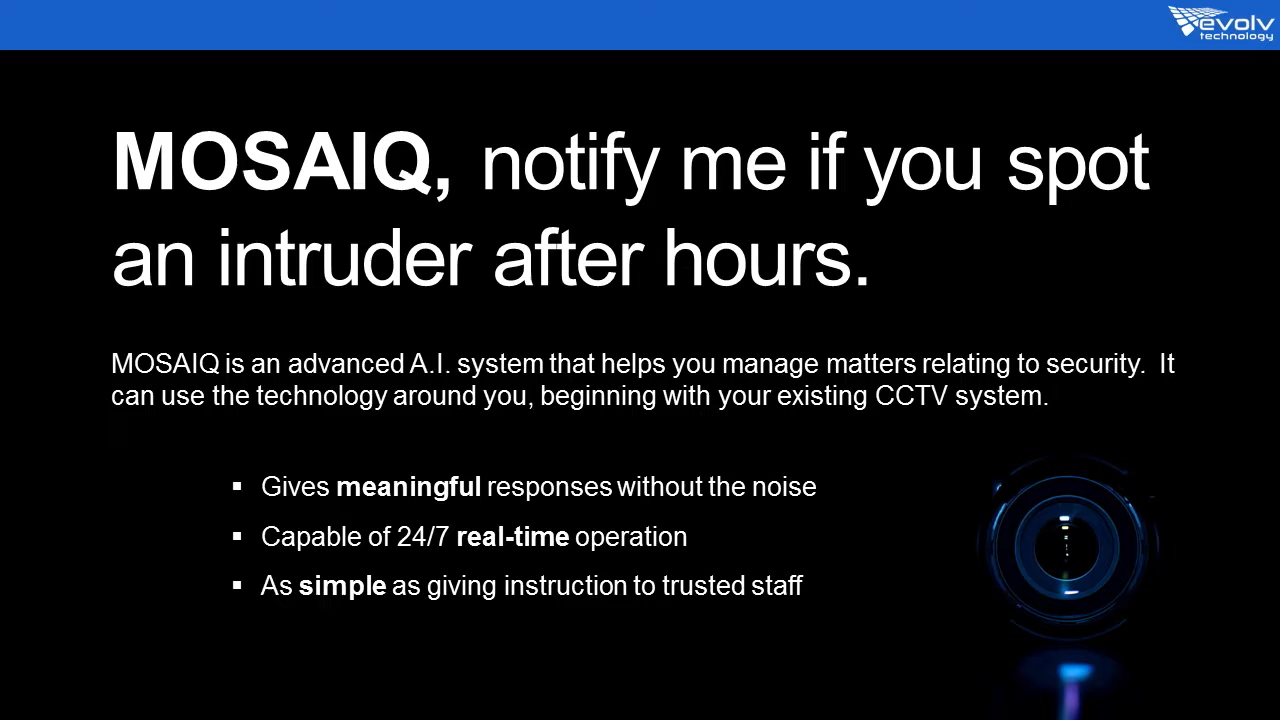 evolv
technology
MOSAIQ, notify me if you spot
an intruder after hours.
MOSAIQ is an advanced A.I. system that helps you manage matters relating to security.  It
can use the technology around you, beginning with your existing CCTV system.
▪ Gives meaningful responses without the noise
▪ Capable of 24/7 real-time operation
▪ As simple as giving instruction to trusted staff